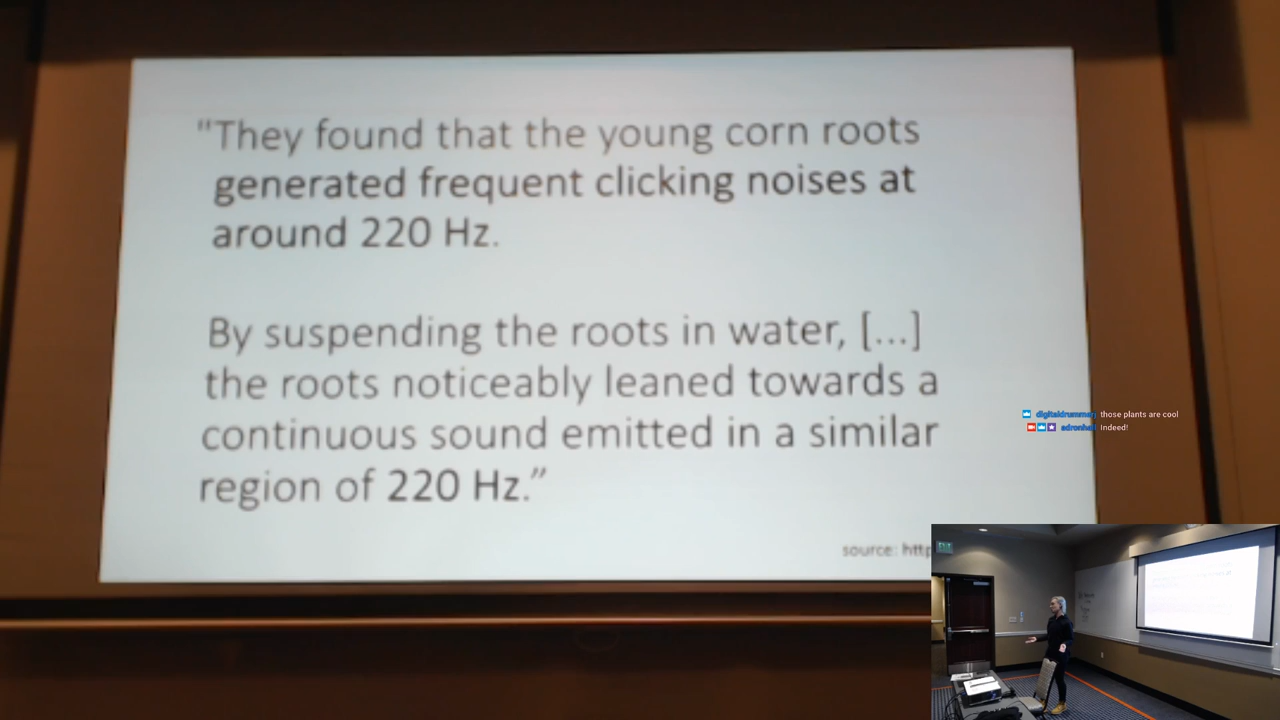 "They found that the young corn roots
generated frequent clicking noises at
around 220 Hz.
By suspending the roots in water, [...]
the roots noticeably leaned towards a
continuous sound emitted in a similar
region of 220 Hz.”
source: http
digitaldrummer those plants are cool
Indeed!
EXIT